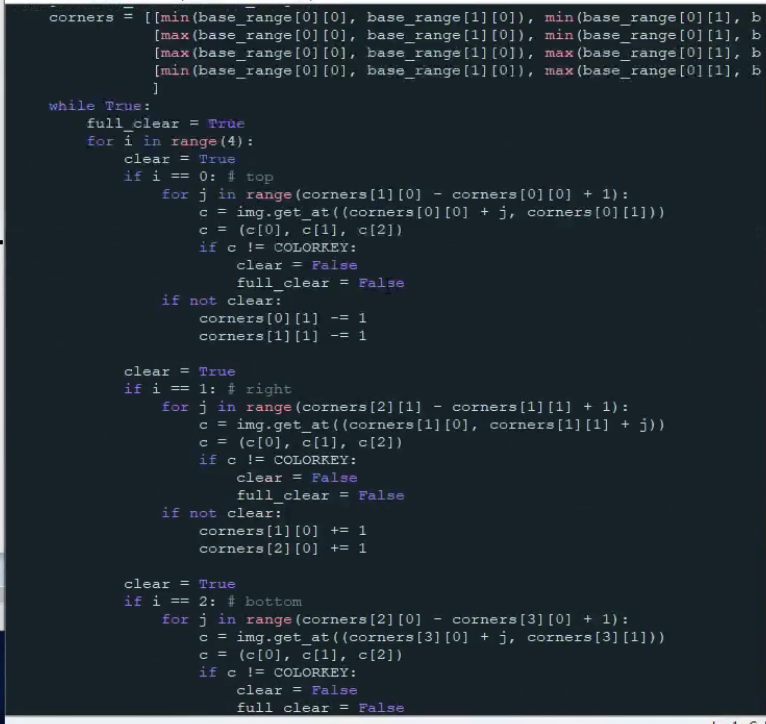 corners = [[min(base_range[0][0], base_range[1][0]), min(base_range[0][1], b
[max(base_range[0][0], base_range[1][0]), min(base_range[0][1], b
[max(base_range[0][0], base_range[1][0]), max(base_range[0][1], b
[min(base_range[0][0], base_range[1][0]), max(base_range[0][1], b
]
while True:
full_clear = True
for i in range(4):
clear = True
if i == 0: # top
for j in range(corners[1][0] - corners[0][0] + 1):
c = img.get_at((corners[0][0] + j, corners[0][1]))
c = (c[0], c[1], c[2])
if c != COLORKEY:
clear = False
full_clear = False
if not clear:
corners[0][1] -= 1
corners[1][1] -= 1
clear = True
if i == 1: # right
for j in range(corners[2][1] - corners[1][1] + 1):
c = img.get_at((corners[1][0], corners[1][1] + j))
c = (c[0], c[1], c[2])
if c != COLORKEY:
clear = False
full_clear = False
if not clear:
corners[1][0] += 1
corners[2][0] += 1
clear = True
if i == 2: # bottom
for j in range(corners[2][0] - corners[3][0] + 1):
c = img.get_at((corners[3][0] + j, corners[3][1]))
c = (c[0], c[1], c[2])
if c != COLORKEY:
clear = False
full_clear = False